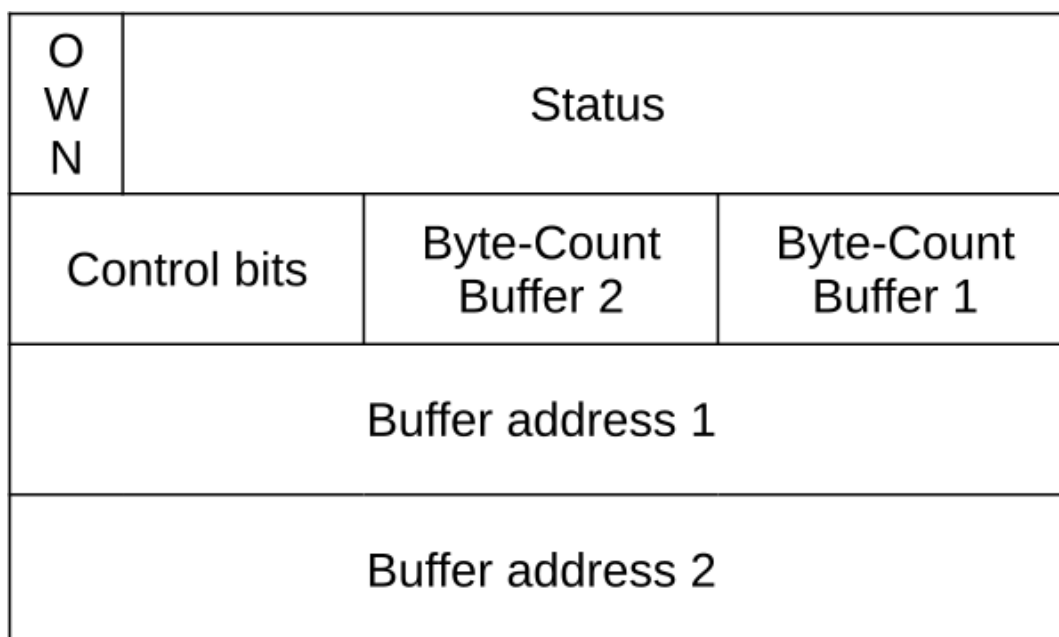 O
W
N
Status
Control bits
Byte-Count
Buffer 2
Byte-Count
Buffer 1
Buffer address 1
Buffer address 2